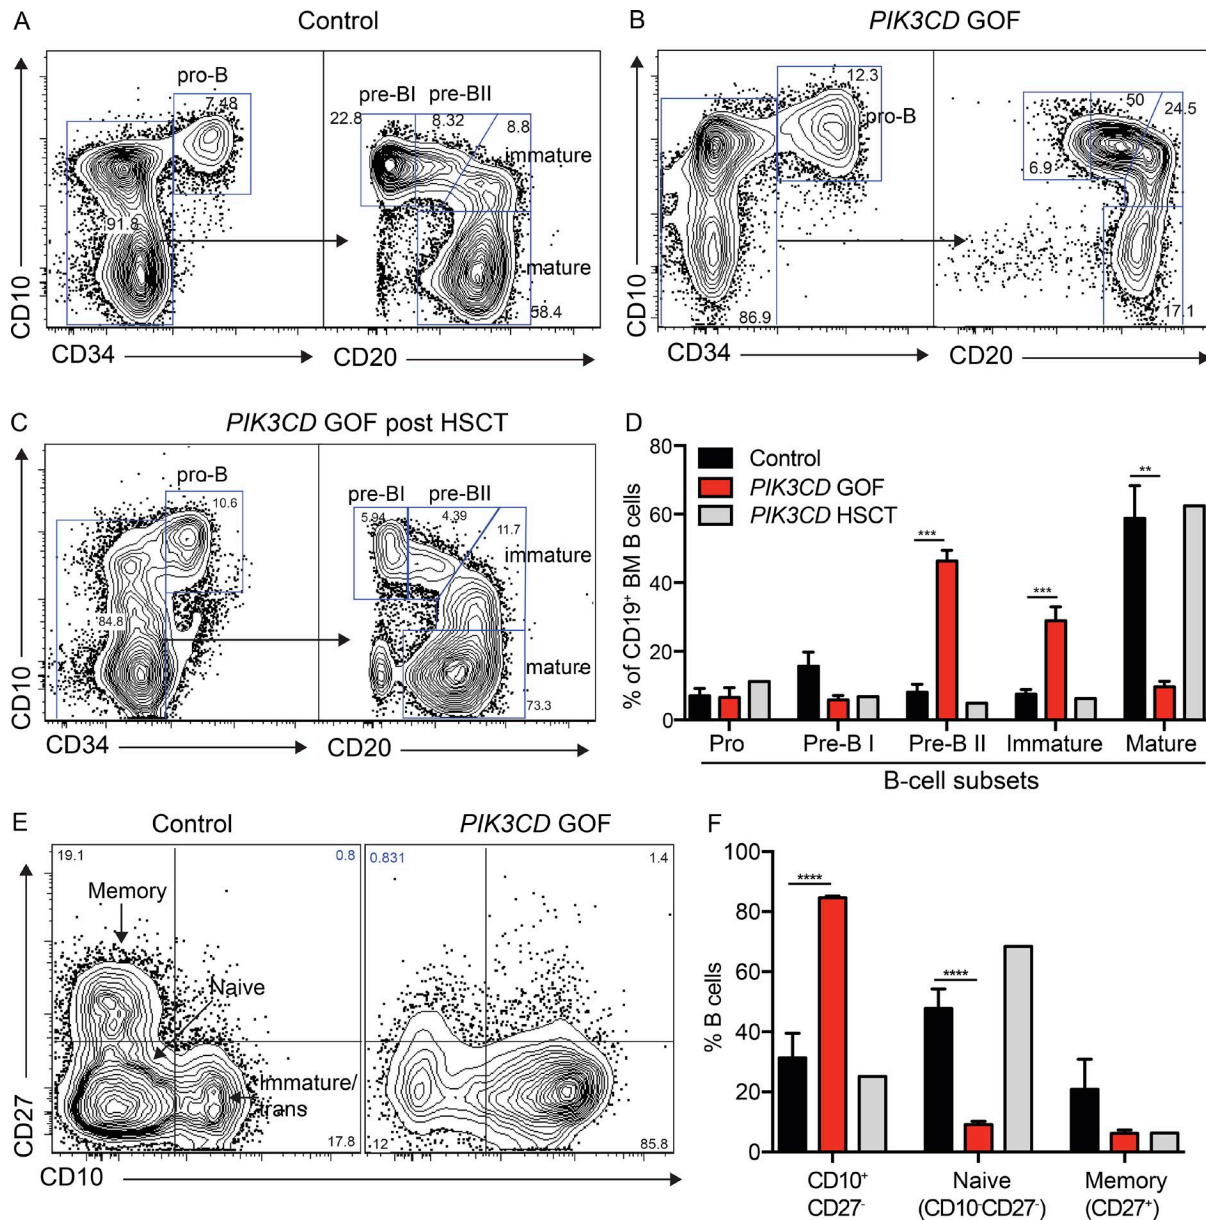 A
Control
pro-B
7.48
91.8
CD10
CD34
pre-BI
pre-BII
22.8
8.32
8.8
immature
mature
58.4
CD20
B
PIK3CD GOF
12.3
pro-B
86.9
CD10
CD34
50
24.5
6.9
17.1
CD20
C
PIK3CD GOF post HSCT
pro-B
10.6
84.8
CD10
CD34
pre-BI
pre-BII
5.94
4.39
11.7
immature
mature
73.3
CD20
D
80
60
40
20
0
% of CD19⁺ BM B cells
Control
PIK3CD GOF
PIK3CD HSCT
***
***
**
Pro
Pre-B I
Pre-B II
Immature
Mature
B-cell subsets
E
Control
19.1
0.8
Memory
Naive
Immature/
trans
17.8
CD27
CD10
PIK3CD GOF
0.831
1.4
12
85.8
F
100
80
60
40
20
0
% B cells
****
****
CD10⁺
CD27⁻
Naive
(CD10⁻CD27⁻)
Memory
(CD27⁺)